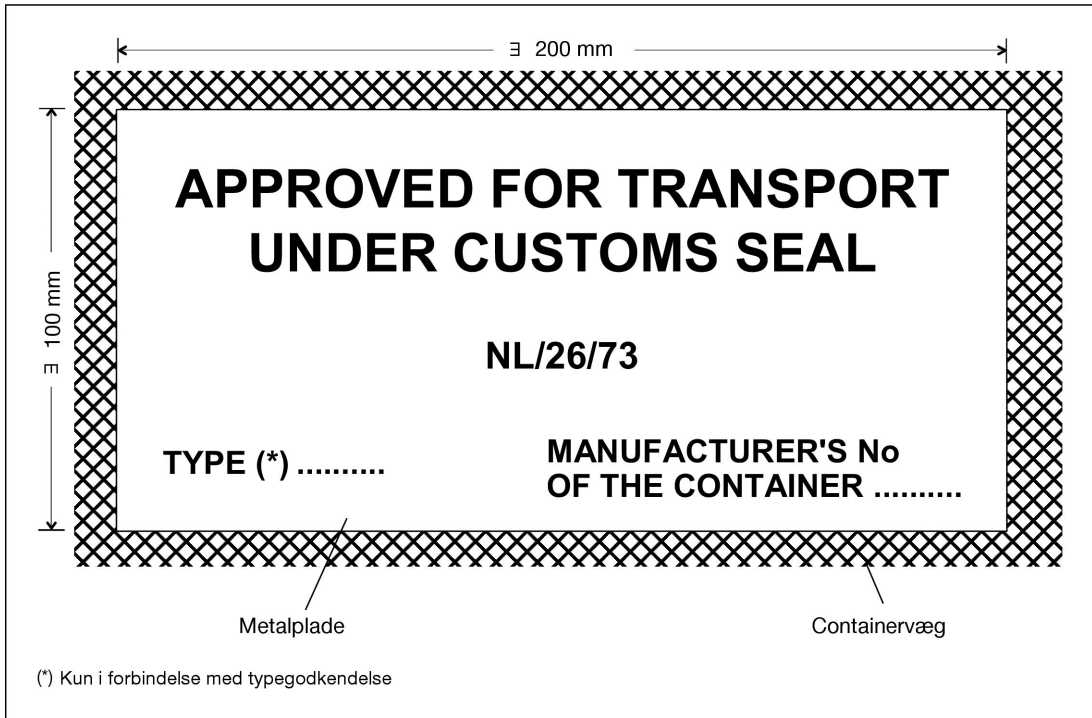 ∃ 200 mm
∃ 100 mm
APPROVED FOR TRANSPORT
UNDER CUSTOMS SEAL
NL/26/73
TYPE (*) ..........
MANUFACTURER'S No
OF THE CONTAINER ..........
Metalplade
Containervæg
(*) Kun i forbindelse med typegodkendelse